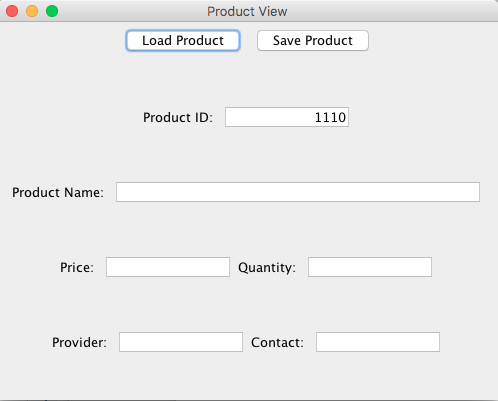 Product View
Load Product Save Product
Product ID: 1110
Product Name:
Price: Quantity:
Provider: Contact: